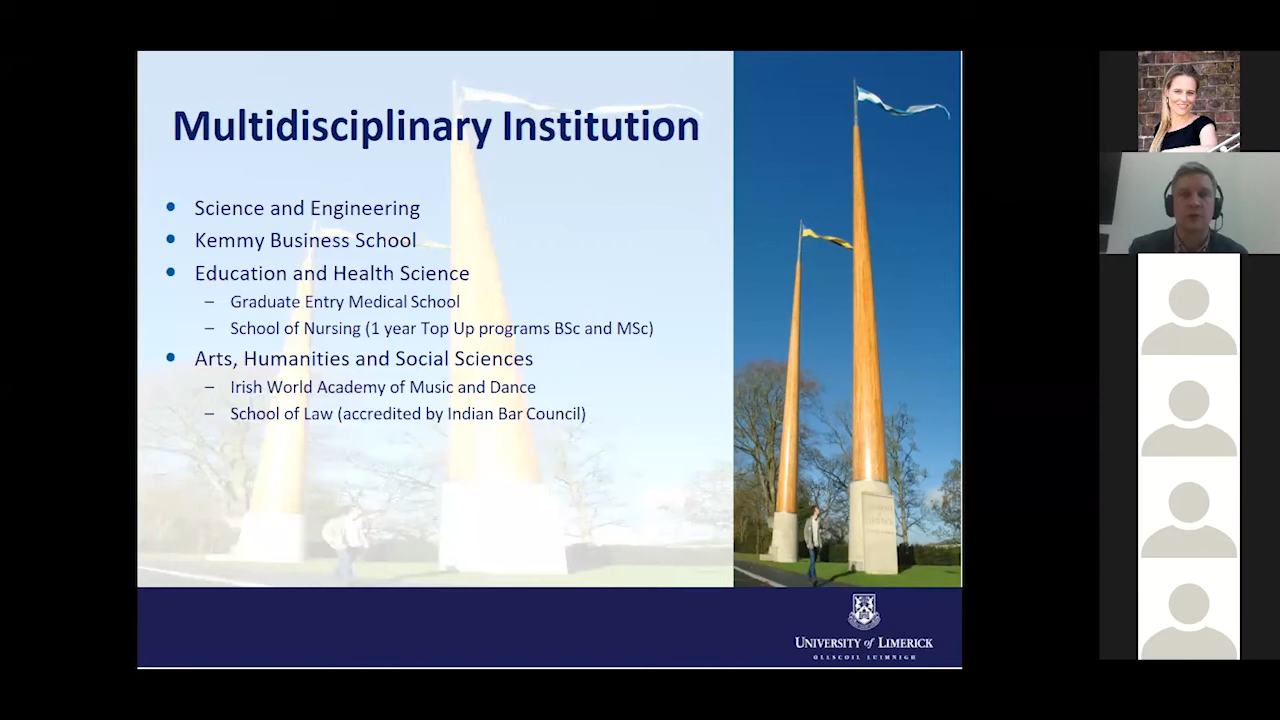 Multidisciplinary Institution
• Science and Engineering
• Kemmy Business School
• Education and Health Science
– Graduate Entry Medical School
– School of Nursing (1 year Top Up programs BSc and MSc)
• Arts, Humanities and Social Sciences
– Irish World Academy of Music and Dance
– School of Law (accredited by Indian Bar Council)
UNIVERSITY of LIMERICK
OLLSCOIL LUIMNIGH